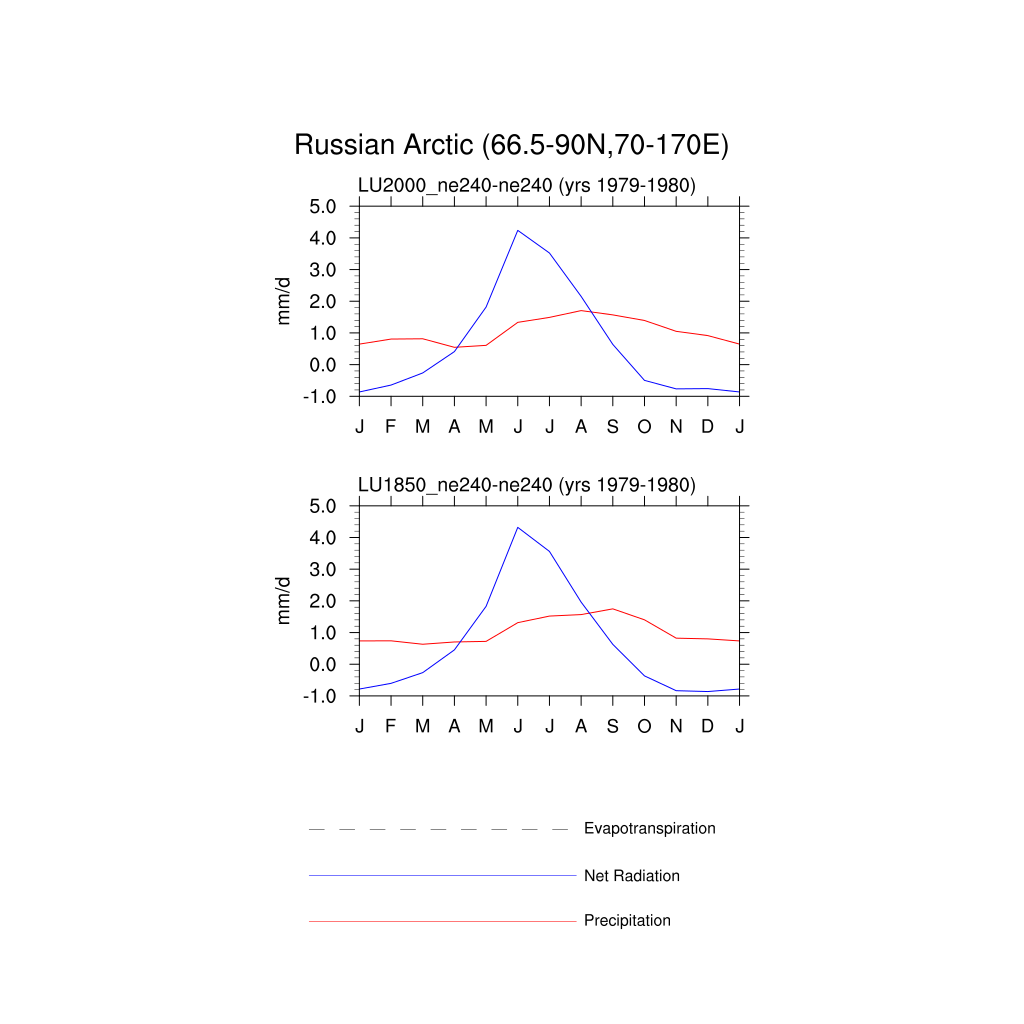 Russian Arctic (66.5-90N,70-170E)
LU2000_ne240-ne240 (yrs 1979-1980)
5.0
4.0
3.0
2.0
1.0
0.0
-1.0
mm/d
J F M A M J J A S O N D J
LU1850_ne240-ne240 (yrs 1979-1980)
5.0
4.0
3.0
2.0
1.0
0.0
-1.0
mm/d
J F M A M J J A S O N D J
Evapotranspiration
Net Radiation
Precipitation